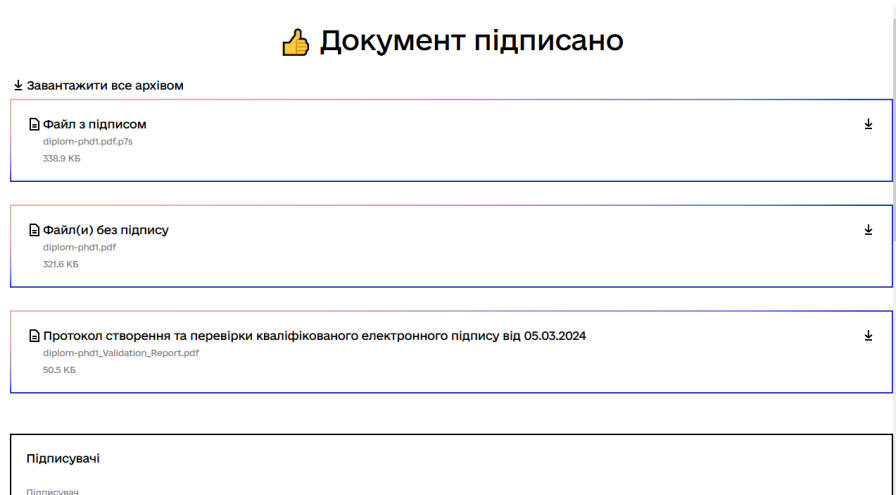 👍 Документ підписано
Завантажити все архівом
Файл з підписом
diplom-phd1.pdf.p7s
338.9 КБ
Файл(и) без підпису
diplom-phd1.pdf
321.6 КБ
Протокол створення та перевірки кваліфікованого електронного підпису від 05.03.2024
diplom-phd1_Validation_Report.pdf
50.5 КБ
Підписувачі
Підписувач